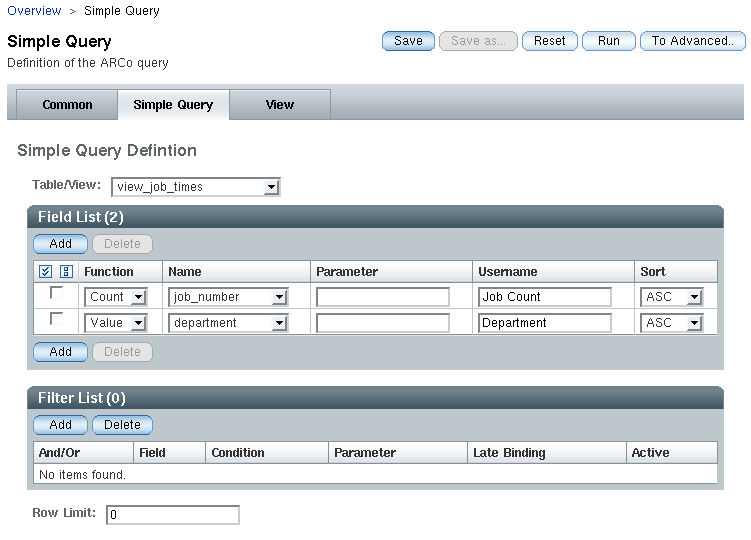 Overview > Simple Query
Simple Query
Save Save as... Reset Run To Advanced..
Definition of the ARCo query
Common Simple Query View
Simple Query Defintion
Table/View: view_job_times
Field List (2)
Add Delete
Function Name Parameter Username Sort
Count job_number Job Count ASC
Value department Department ASC
Add Delete
Filter List (0)
Add Delete
And/Or Field Condition Parameter Late Binding Active
No items found.
Row Limit: 0